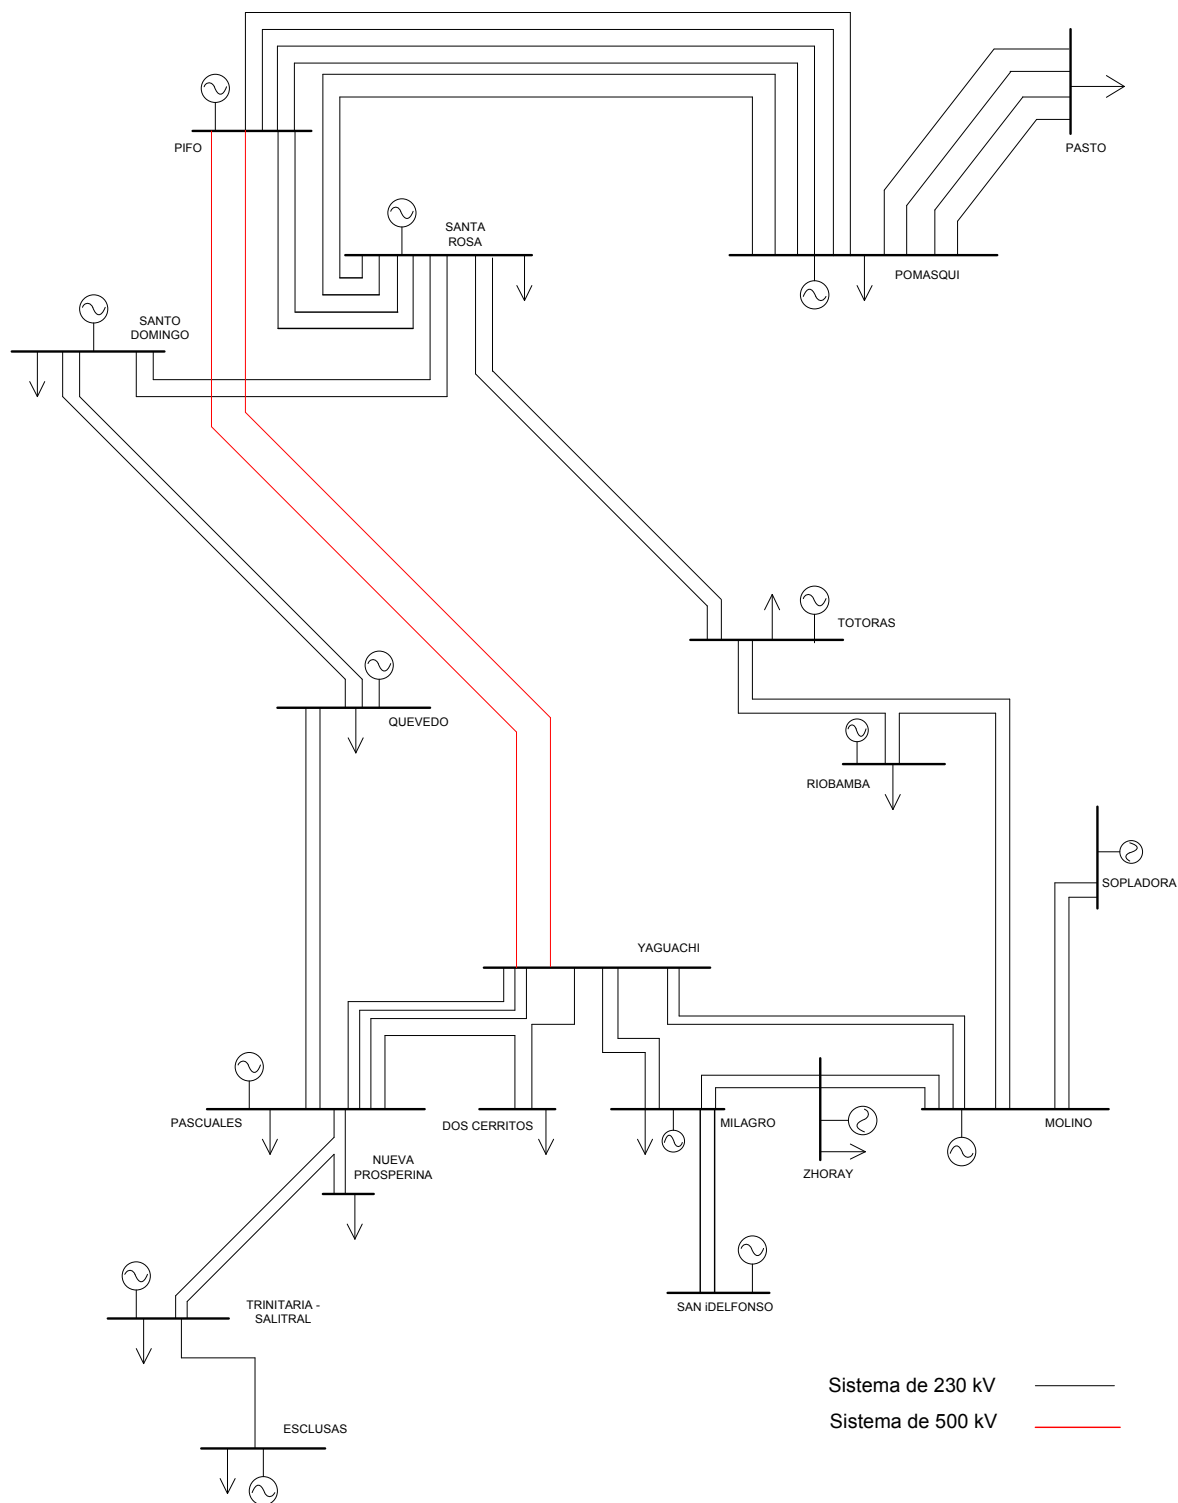 PIFO
PASTO
SANTA
ROSA
POMASQUI
SANTO
DOMINGO
TOTORAS
QUEVEDO
RIOBAMBA
SOPLADORA
YAGUACHI
PASCUALES
DOS CERRITOS
MILAGRO
MOLINO
NUEVA
PROSPERINA
ZHORAY
SAN iDELFONSO
TRINITARIA -
SALITRAL
Sistema de 230 kV
Sistema de 500 kV
ESCLUSAS